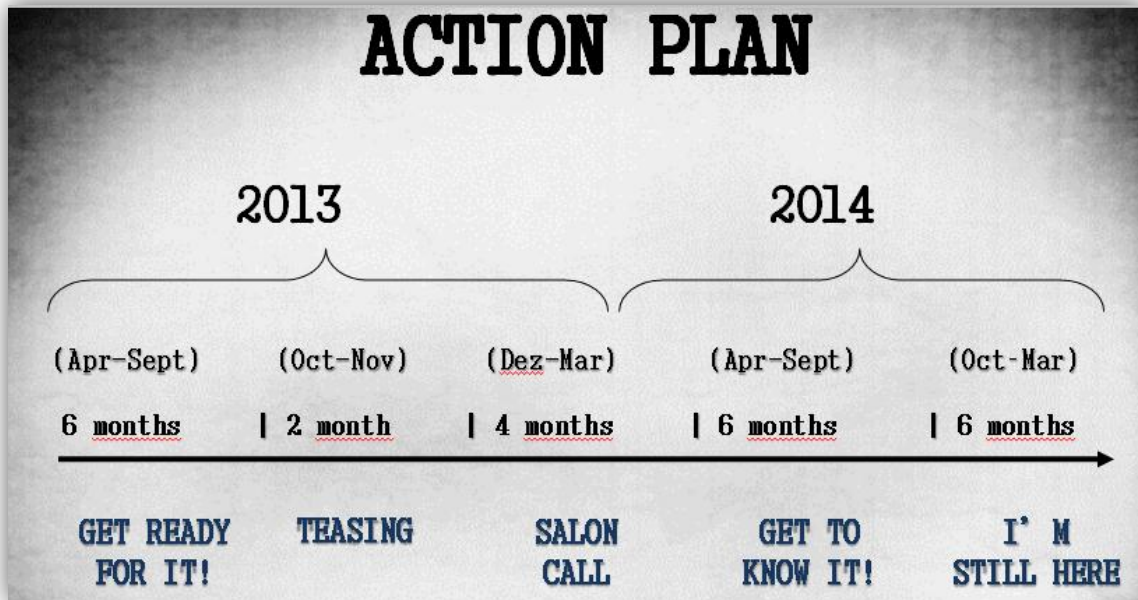 ACTION PLAN
2013 2014
(Apr-Sept) (Oct-Nov) (Dez-Mar) (Apr-Sept) (Oct-Mar)
6 months | 2 month | 4 months | 6 months | 6 months
GET READY TEASING SALON GET TO I'M
FOR IT! CALL KNOW IT! STILL HERE